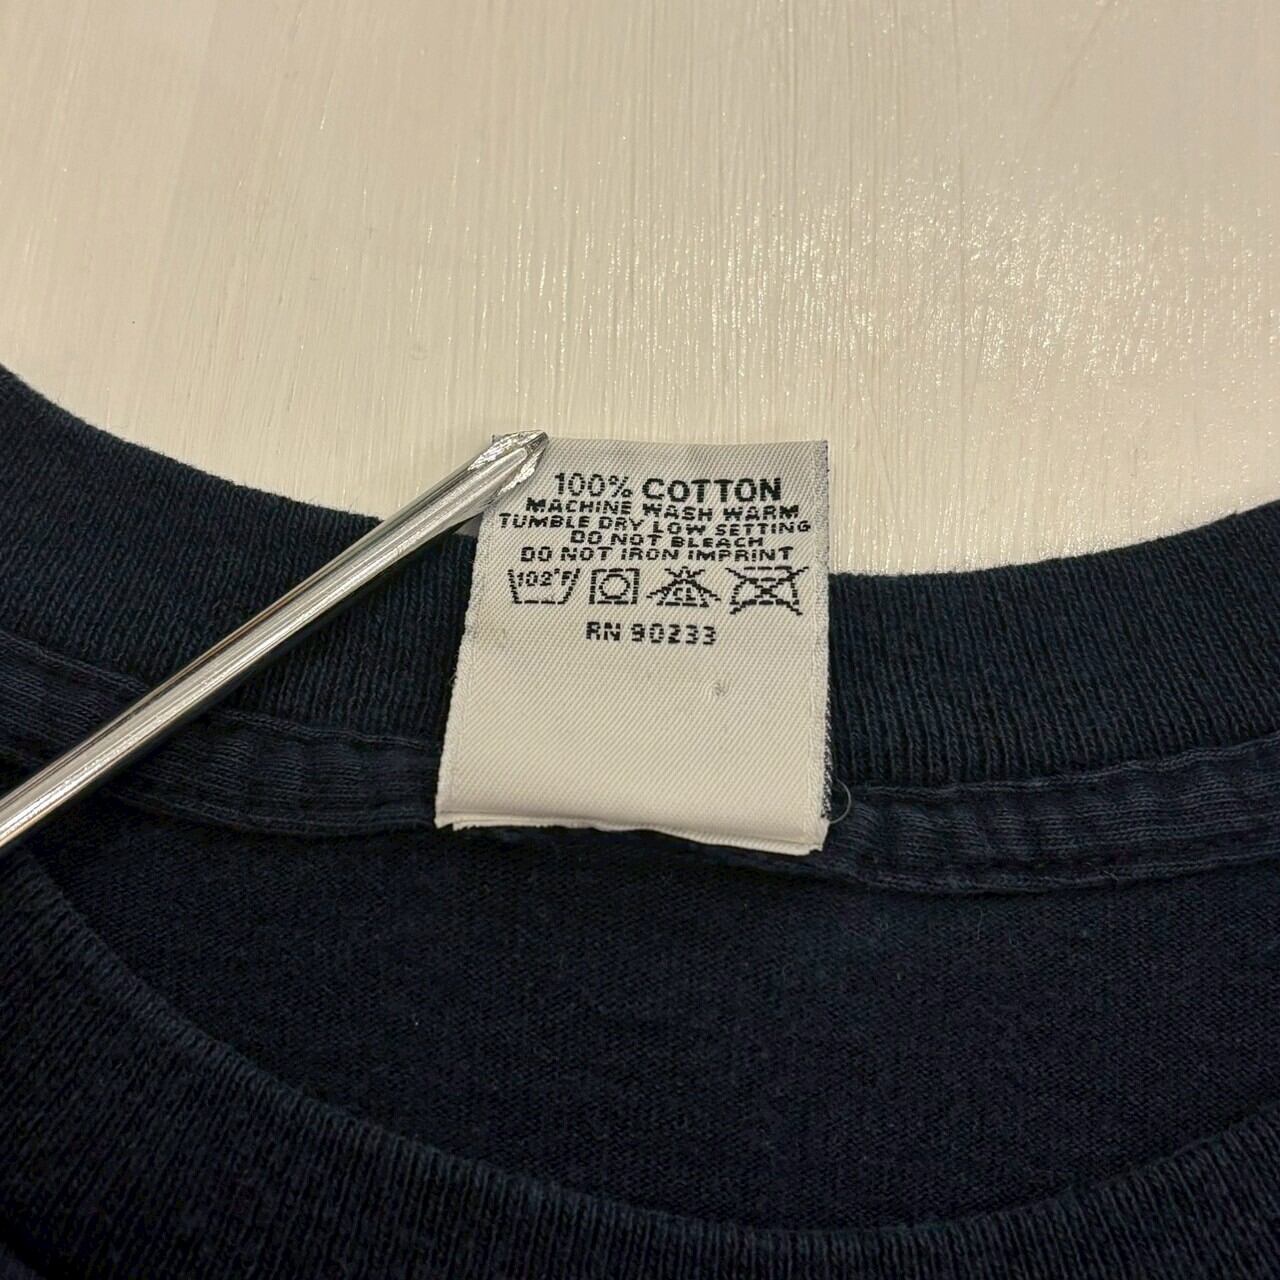 100% COTTON
MACHINE WASH WARM
TUMBLE DRY LOW SETTING
DO NOT BLEACH
DO NOT IRON IMPRINT
102°F CL
RN 90233